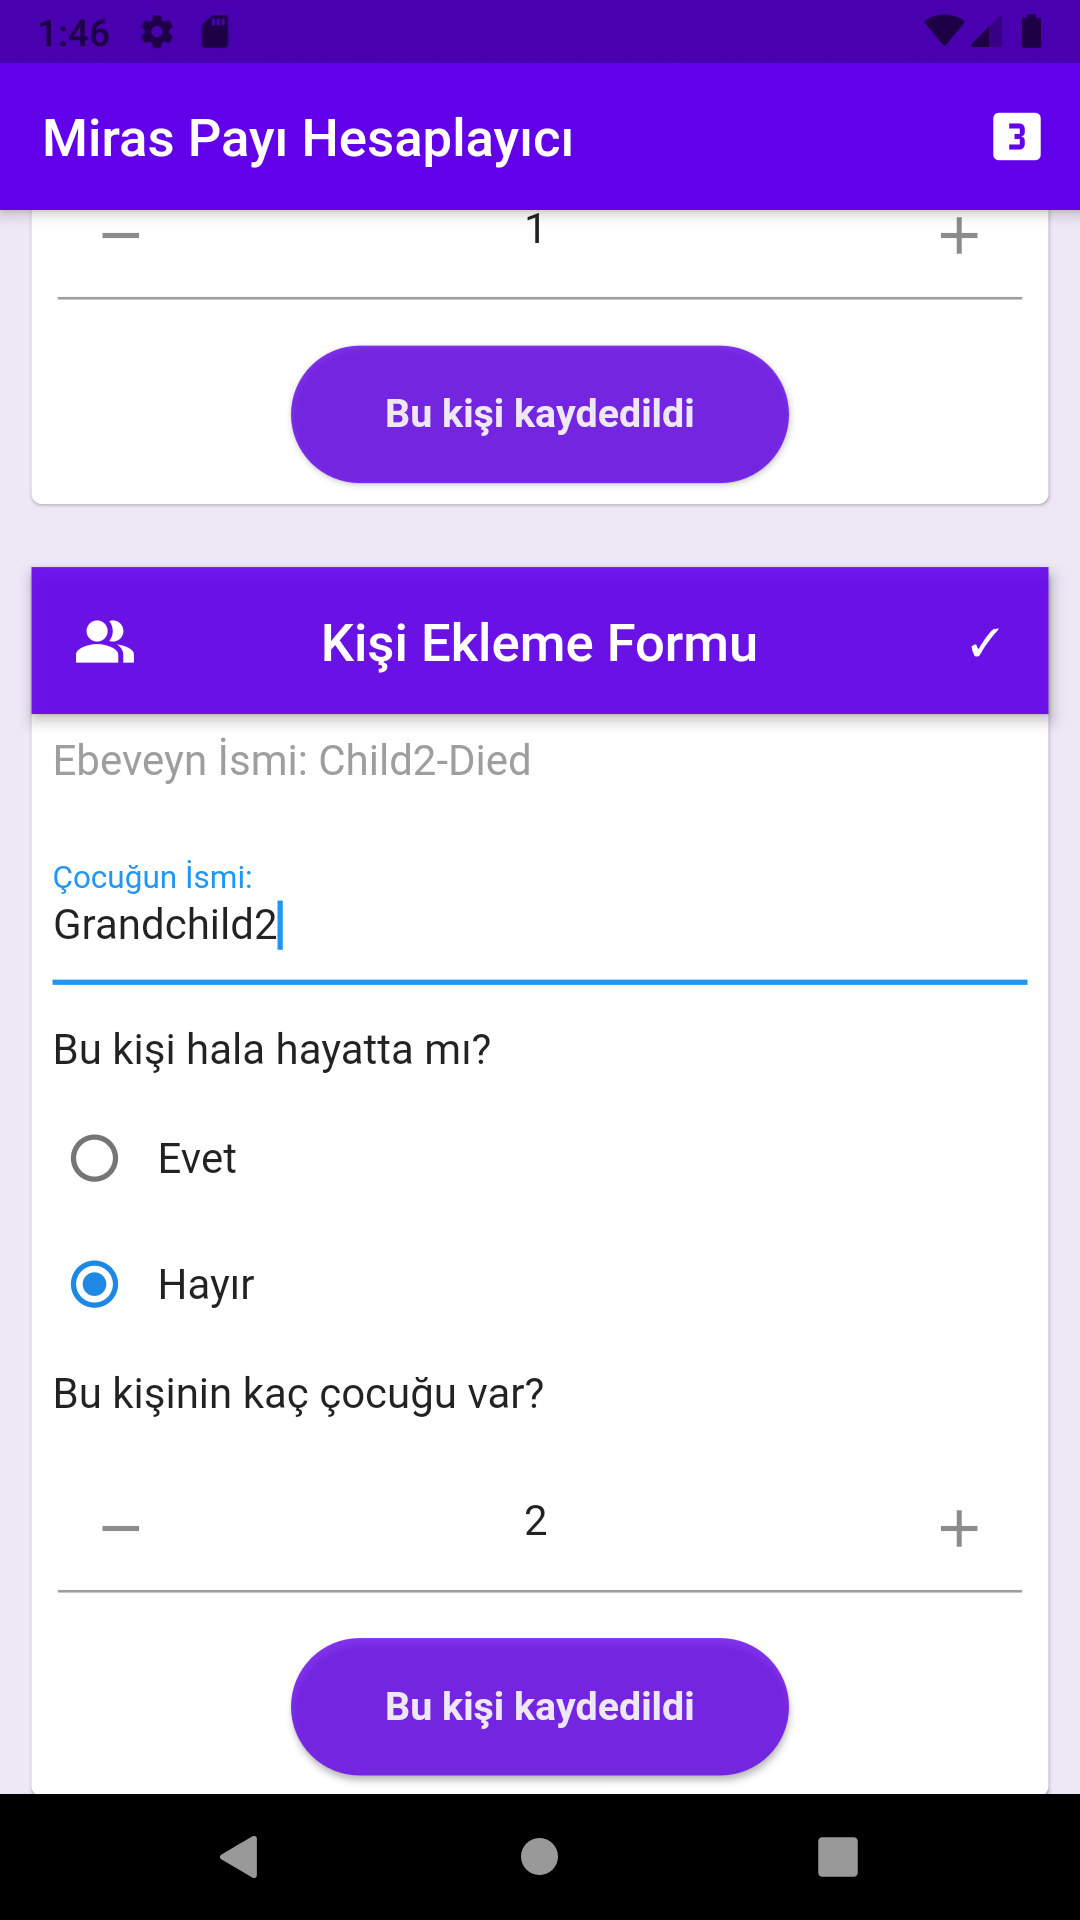 1:46
Miras Payı Hesaplayıcı 3
1
Bu kişi kaydedildi
Kişi Ekleme Formu ✓
Ebeveyn İsmi: Child2-Died
Çocuğun İsmi:
Grandchild2
Bu kişi hala hayatta mı?
Evet
Hayır
Bu kişinin kaç çocuğu var?
2
Bu kişi kaydedildi